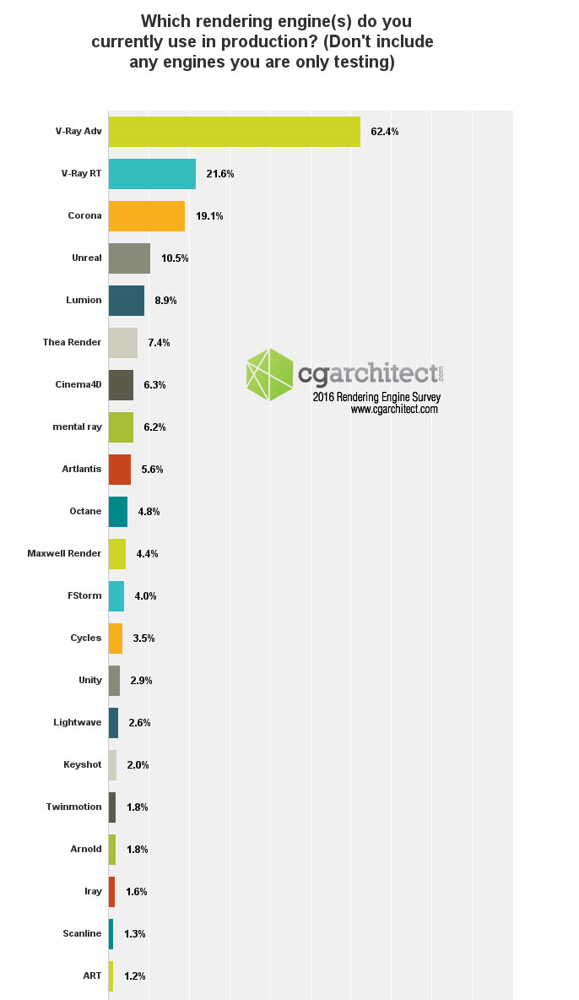 Which rendering engine(s) do you
currently use in production? (Don't include
any engines you are only testing)
V-Ray Adv 62.4%
V-Ray RT 21.6%
Corona 19.1%
Unreal 10.5%
Lumion 8.9%
Thea Render 7.4%
cgarchitect.com
Cinema4D 6.3%
2016 Rendering Engine Survey
www.cgarchitect.com
mental ray 6.2%
Artlantis 5.6%
Octane 4.8%
Maxwell Render 4.4%
FStorm 4.0%
Cycles 3.5%
Unity 2.9%
Lightwave 2.6%
Keyshot 2.0%
Twinmotion 1.8%
Arnold 1.8%
Iray 1.6%
Scanline 1.3%
ART 1.2%